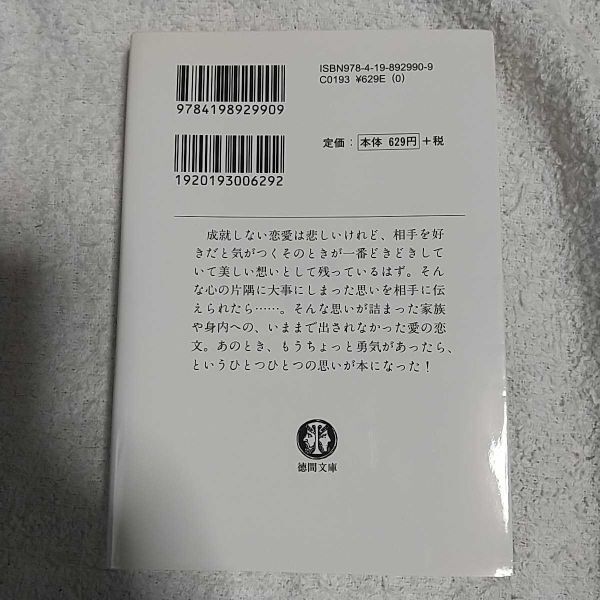 ISBN978-4-19-892990-9
C0193 ¥629E (0)
9784198929909
定価：本体 629円＋税
1920193006292
成就しない恋愛は悲しいけれど、相手を好
きだと気がつくそのときが一番どきどきして
いて美しい想いとして残っているはず。そん
な心の片隅に大事にしまった思いを相手に伝
えられたら……。そんな思いが詰まった家族
や身内への、いままで出されなかった愛の恋
文。あのとき、もうちょっと勇気があったら、
というひとつひとつの思いが本になった！
徳間文庫